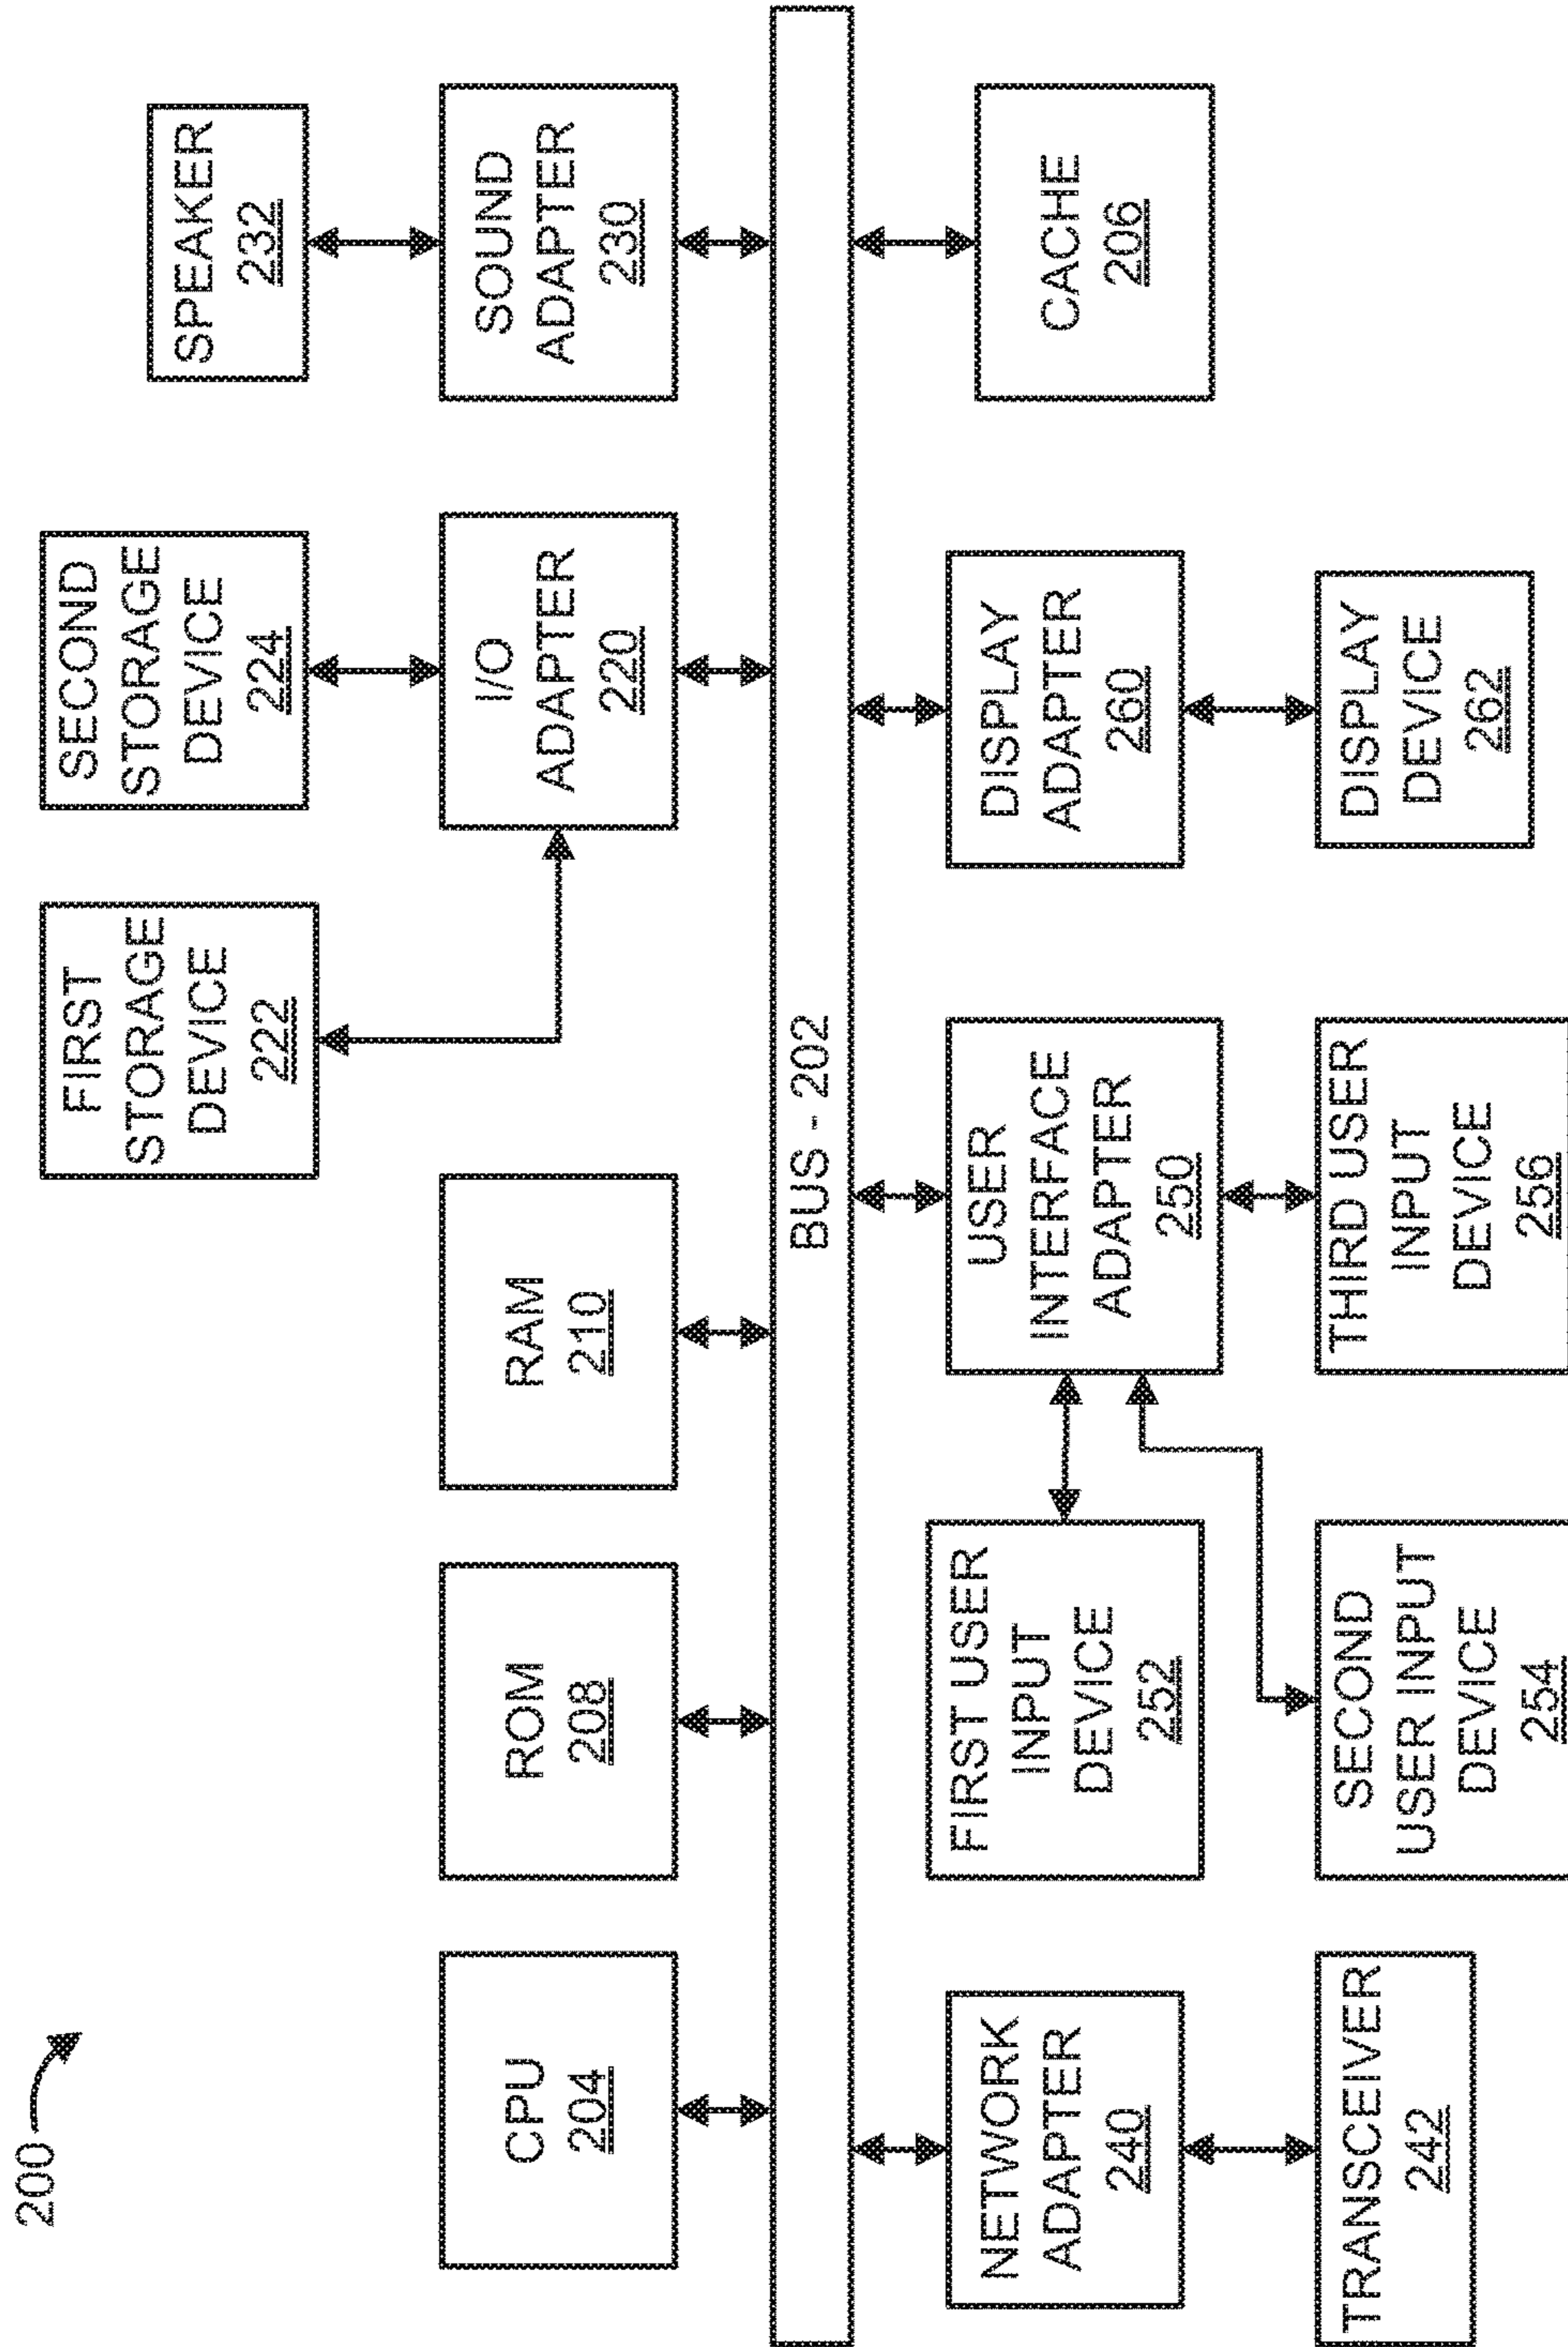 200
CPU
204
ROM
208
RAM
210
FIRST
STORAGE
DEVICE
222
SECOND
STORAGE
DEVICE
224
I/O
ADAPTER
220
SPEAKER
232
SOUND
ADAPTER
230
BUS - 202
NETWORK
ADAPTER
240
TRANSCEIVER
242
FIRST USER
INPUT
DEVICE
252
SECOND
USER INPUT
DEVICE
254
USER
INTERFACE
ADAPTER
250
THIRD USER
INPUT
DEVICE
256
DISPLAY
ADAPTER
260
DISPLAY
DEVICE
262
CACHE
206